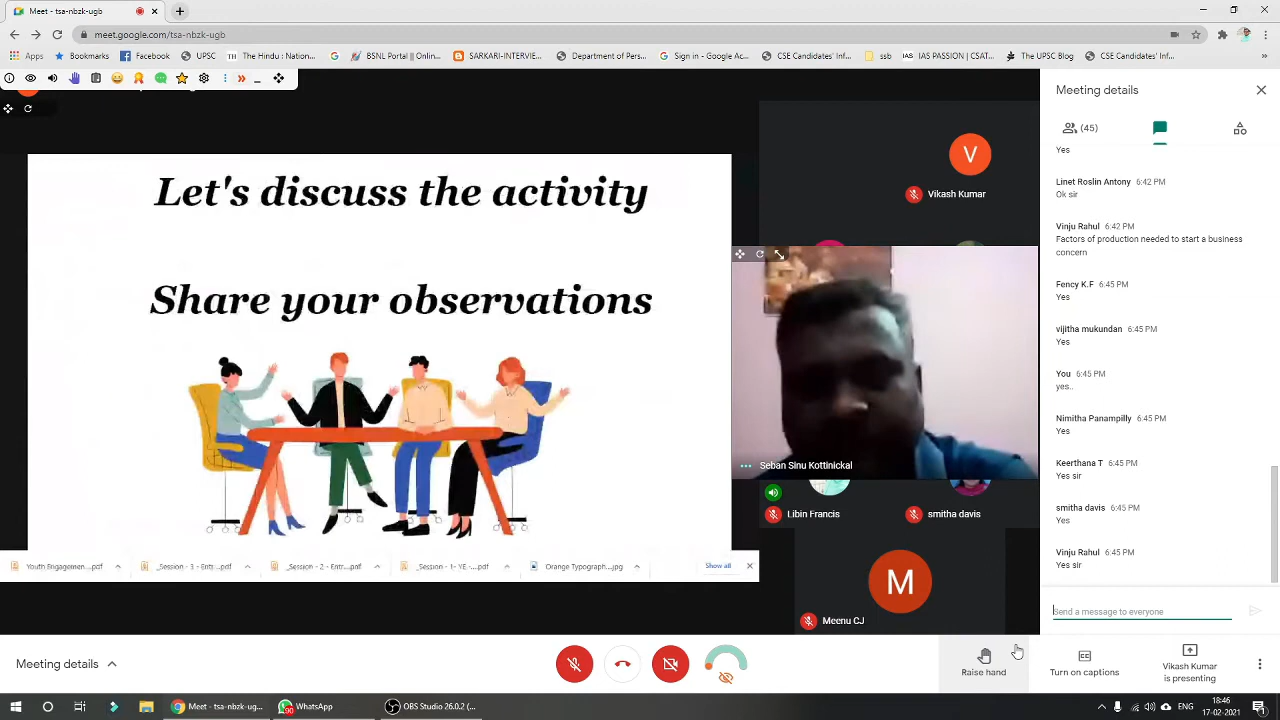 Meet - tsa-nbzk-ugb
meet.google.com/tsa-nbzk-ugb
Apps
Bookmarks
Facebook
UPSC
The Hindu : Nation...
BSNL Portal || Onlin...
SARKARI-INTERVIE...
Department of Pers...
Sign in - Google Ac...
CSE Candidates' Inf...
ssb
IAS PASSION | CSA...
The UPSC Blog
CSE Candidates' Inf...
Meeting details
(45)
Let's discuss the activity
Share your observations
V
Vikash Kumar
Seban Sinu Kottinickal
Libin Francis
smitha davis
M
Meenu CJ
Yes
Linet Roslin Antony 6:42 PM
Ok sir
Vinju Rahul 6:42 PM
Factors of production needed to start a business
concern
Fency K.F 6:45 PM
Yes
vijitha mukundan 6:45 PM
Yes
You 6:45 PM
yes..
Nimitha Panampilly 6:45 PM
Yes
Keerthana T 6:45 PM
Yes sir
smitha davis 6:45 PM
Yes
Vinju Rahul 6:45 PM
Yes sir
Send a message to everyone
Youth Engagemen....pdf
_Session - 3 - Entr....pdf
_Session - 2 - Entr....pdf
_Session - 1- YE. -....pdf
Orange Typograph....jpg
Show all
Meeting details
Raise hand
Turn on captions
Vikash Kumar
is presenting
Meet - tsa-nbzk-ug...
90
WhatsApp
OBS Studio 26.0.2 (...
ENG
18:46
17-02-2021